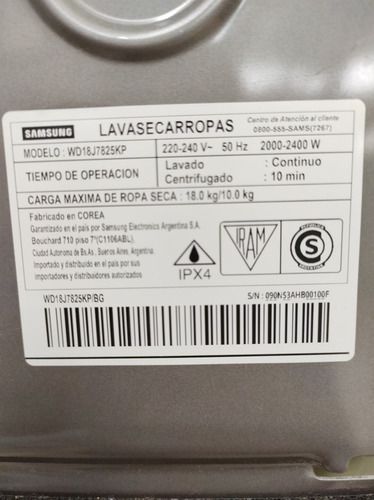 SAMSUNG LAVASECARROPAS Centro de Atención al cliente
0800-555-SAMS(7267)
MODELO : WD18J7825KP 220-240 V~ 50 Hz 2000-2400 W
TIEMPO DE OPERACION
Lavado : Continuo
Centrifugado : 10 min
CARGA MAXIMA DE ROPA SECA : 18.0 kg/10.0 kg
Fabricado en COREA
Garantizado en el país por Samsung Electronics Argentina S.A.
Bouchard 710 piso 7°(C1106ABL).
Ciudad Autonoma de Bs.As., Buenos Aires, Argentina.
Importado y distribuido en el país por el
importadores y distribuidores autorizados
IPX4
IRAM
S
WD18J7825KP/BG
S/N : 090N53AHB00100F